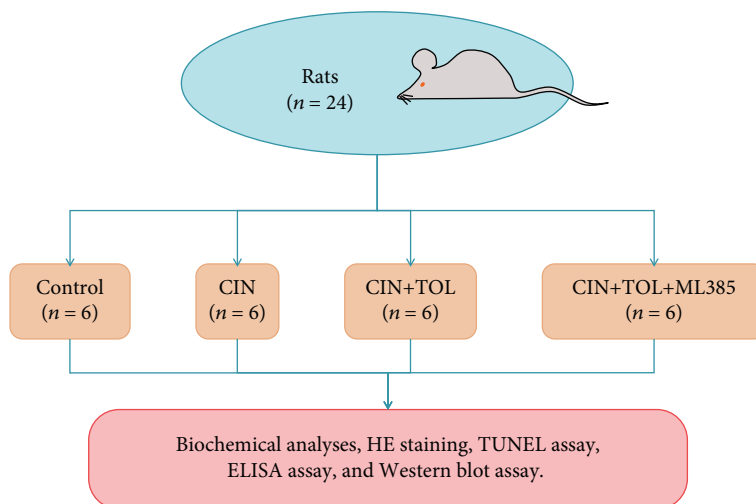 Rats
(n = 24)
Control
(n = 6)
CIN
(n = 6)
CIN+TOL
(n = 6)
CIN+TOL+ML385
(n = 6)
Biochemical analyses, HE staining, TUNEL assay,
ELISA assay, and Western blot assay.